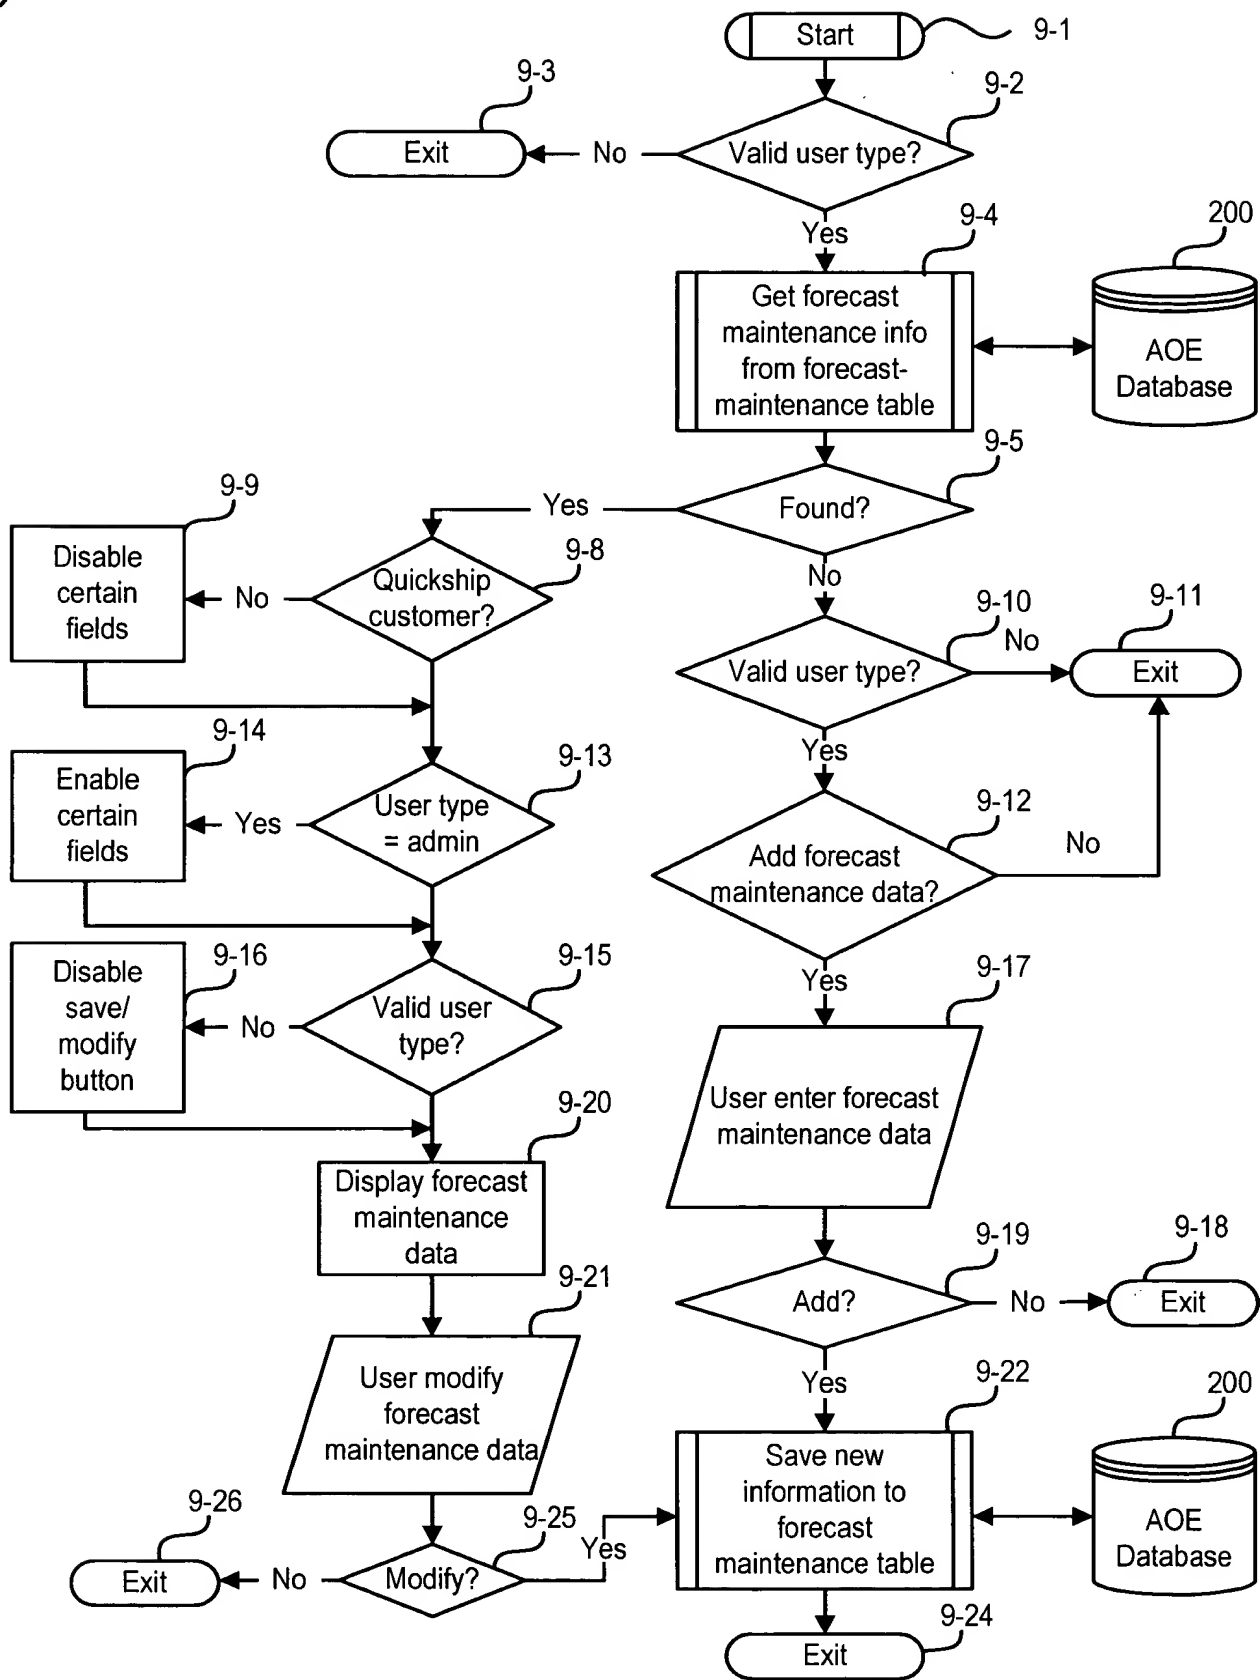 Start
9-1
9-3
9-2
Exit
No
Valid user type?
Yes
9-4
200
Get forecast
maintenance info
from forecast-
maintenance table
AOE
Database
9-5
9-9
Yes
Found?
Disable
certain
fields
No
Quickship
customer?
9-8
No
9-10
No
9-11
Valid user type?
Exit
9-14
9-13
Yes
Enable
certain
fields
Yes
User type
= admin
9-12
Add forecast
maintenance data?
No
9-16
9-15
Yes
9-17
Disable
save/
modify
button
No
Valid user
type?
9-20
User enter forecast
maintenance data
Display forecast
maintenance
data
9-19
9-18
9-21
Add?
No
Exit
User modify
forecast
maintenance data
Yes
9-22
200
Save new
information to
forecast
maintenance table
AOE
Database
9-26
9-25
Yes
Exit
No
Modify?
9-24
Exit